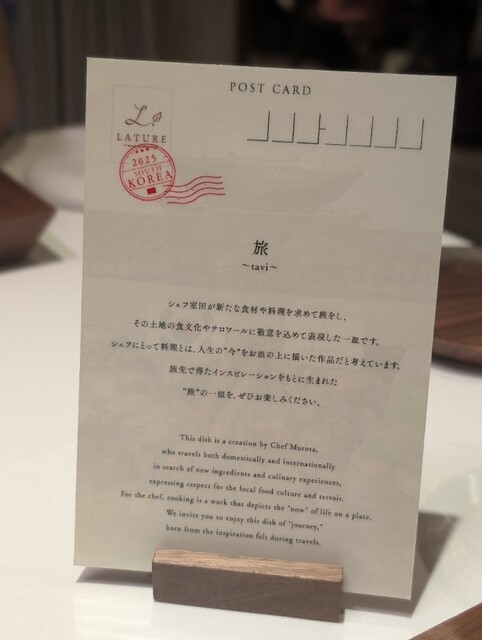 POST CARD
L
LATURE
2025
SOUTH
KOREA
旅
~tavi~
シェフ室田が新たな食材や料理を求めて旅をし、
その土地の食文化やテロワールに敬意を込めて表現した一皿です。
シェフにとって料理とは、人生の"今"をお皿の上に描いた作品だと考えています。
旅先で得たインスピレーションをもとに生まれた
"旅"の一皿を、ぜひお楽しみください。
This dish is a creation by Chef Murota,
who travels both domestically and internationally
in search of new ingredients and culinary experiences,
expressing respect for the local food culture and terroir.
For the chef, cooking is a work that depicts the "now" of life on a plate.
We invite you to enjoy this dish of "journey,"
born from the inspiration felt during travels.